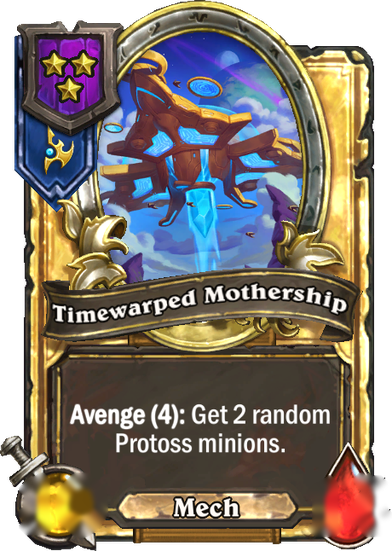 Timewarped Mothership
Avenge (4): Get 2 random
Protoss minions.
Mech